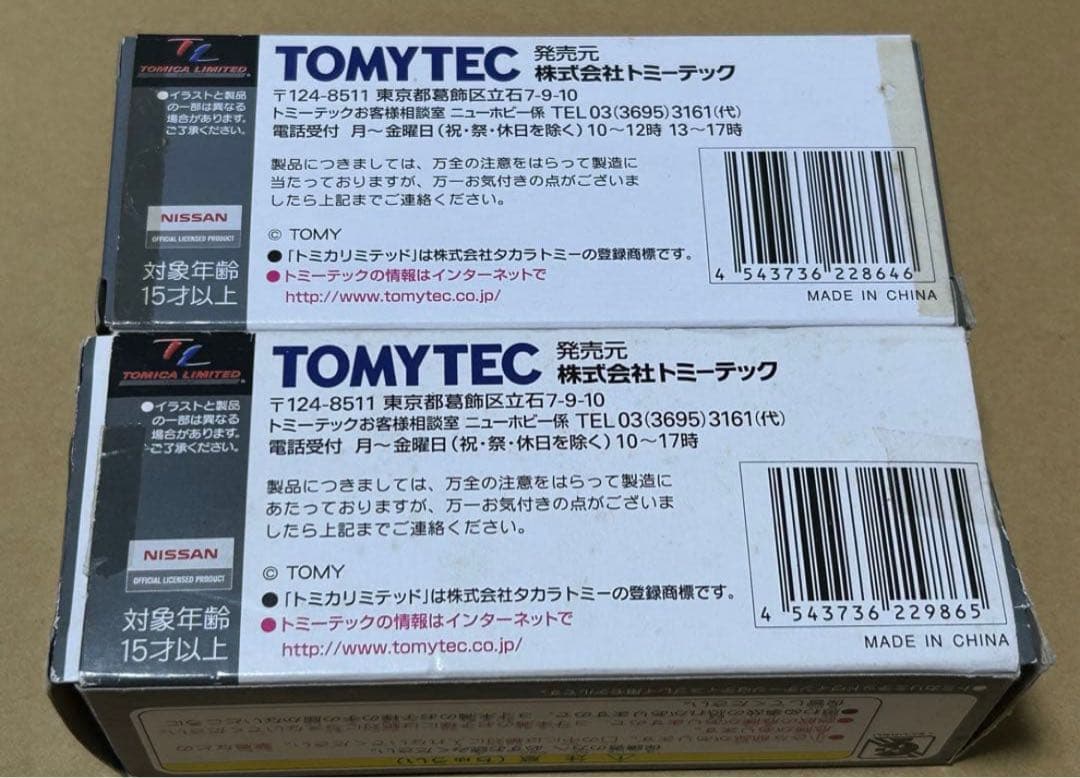 TL
TOMICA LIMITED
●イラストと製品
の一部は異なる
場合があります。
ご了承ください。
NISSAN
OFFICIAL LICENSED PRODUCT
対象年齢
15才以上
TOMYTEC 発売元
株式会社トミーテック
〒124-8511 東京都葛飾区立石7-9-10
トミーテックお客様相談室 ニューホビー係 TEL 03(3695)3161(代)
電話受付 月〜金曜日(祝・祭・休日を除く)10〜12時 13〜17時
製品につきましては、万全の注意をはらって製造に
当たっておりますが、万一お気付きの点がございま
したら上記までご連絡ください。
© TOMY
●「トミカリミテッド」は株式会社タカラトミーの登録商標です。
●トミーテックの情報はインターネットで
http://www.tomytec.co.jp/
4 543736 228646
MADE IN CHINA
TL
TOMICA LIMITED
●イラストと製品
の一部は異なる
場合があります。
ご了承ください。
NISSAN
OFFICIAL LICENSED PRODUCT
対象年齢
15才以上
TOMYTEC 発売元
株式会社トミーテック
〒124-8511 東京都葛飾区立石7-9-10
トミーテックお客様相談室 ニューホビー係 TEL 03(3695)3161(代)
電話受付 月〜金曜日(祝・祭・休日を除く)10〜17時
製品につきましては、万全の注意をはらって製造に
あたっておりますが、万一お気付きの点がございま
したら上記までご連絡ください。
© TOMY
●「トミカリミテッド」は株式会社タカラトミーの登録商標です。
●トミーテックの情報はインターネットで
http://www.tomytec.co.jp/
4 543736 229865
MADE IN CHINA
注意(ちゅうい)